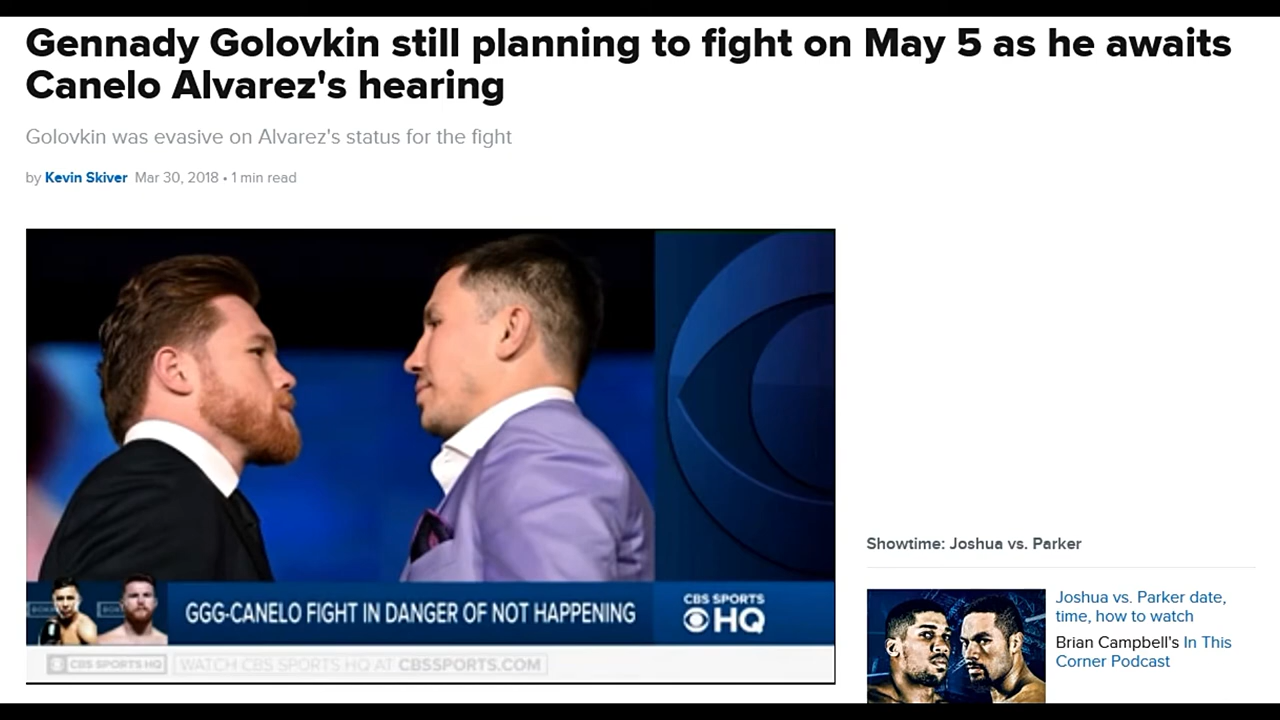 Gennady Golovkin still planning to fight on May 5 as he awaits
Canelo Alvarez's hearing
Golovkin was evasive on Alvarez's status for the fight
by Kevin Skiver Mar 30, 2018 • 1 min read
GGG-CANELO FIGHT IN DANGER OF NOT HAPPENING
CBS SPORTS
HQ
CBS SPORTS HQ WATCH CBS SPORTS HQ AT CBSSPORTS.COM
Showtime: Joshua vs. Parker
Joshua vs. Parker date,
time, how to watch
Brian Campbell's In This
Corner Podcast